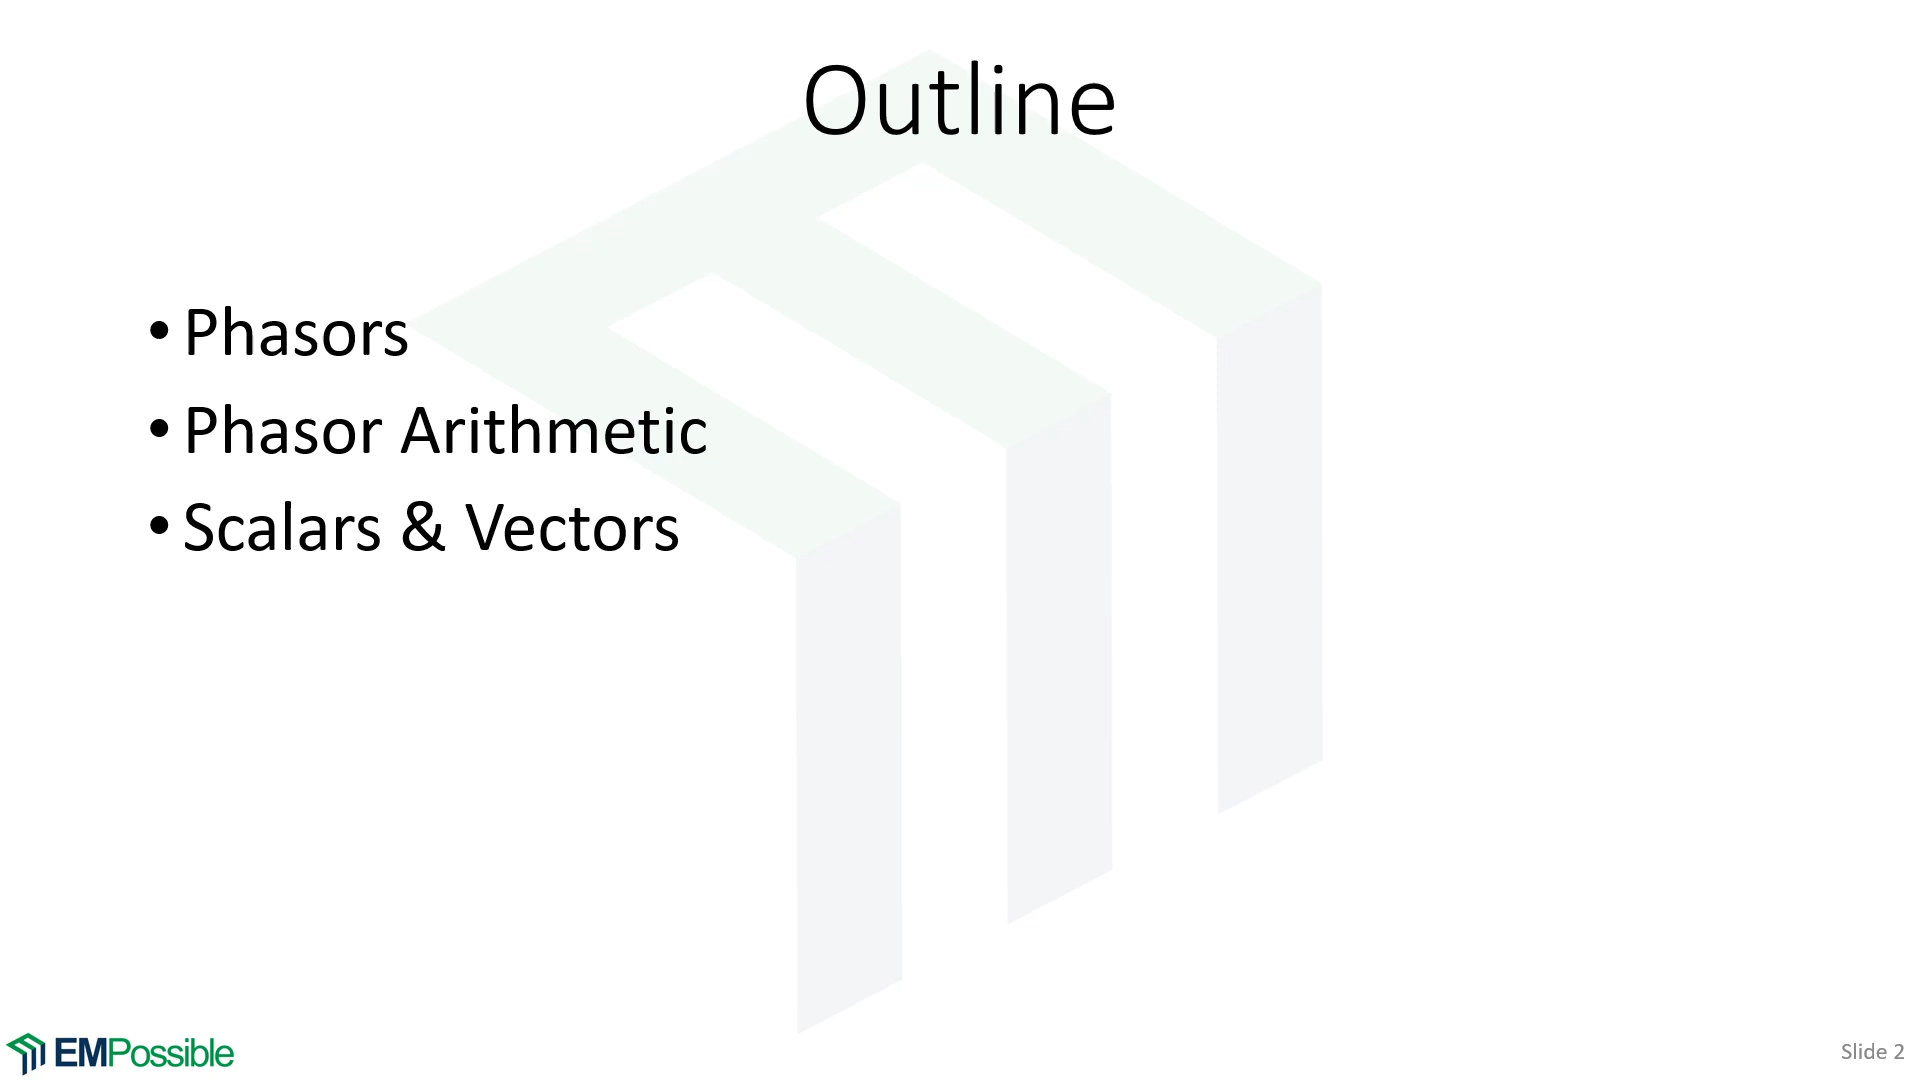 Outline
• Phasors
• Phasor Arithmetic
• Scalars & Vectors
EMPossible
Slide 2